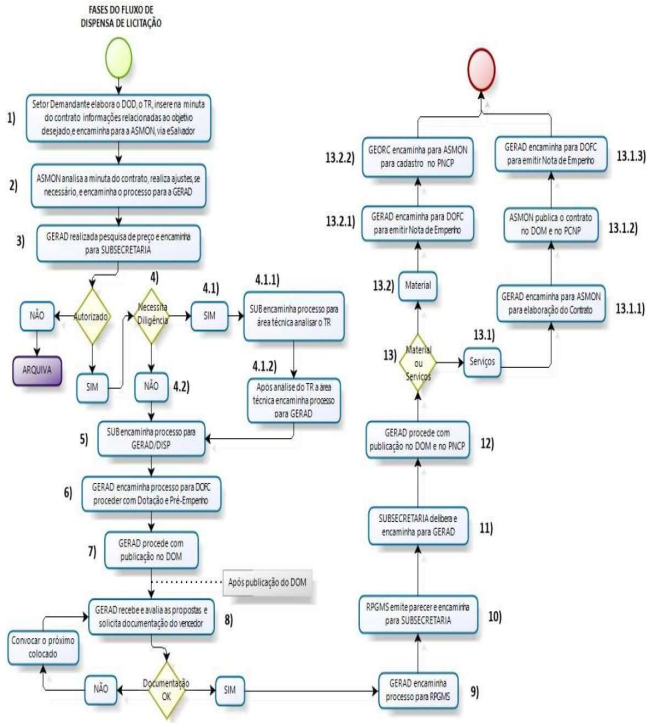 FASES DO FLUXO DE
DISPENSA DE LICITAÇÃO
1)
Setor Demandante elabora o DOD, o TR, insere na minuta
do contrato informações relacionadas ao objetivo
desejado, e encaminha para a ASMON, via eSalvador
2)
ASMON analisa a minuta do contrato, realiza ajustes, se
necessário, e encaminha o processo para a GERAD
3)
GERAD realizada pesquisa de preço e encaminha
para SUBSECRETARIA
NÃO
Autorizado
ARQUIVA
SIM
4)
Necessita
Diligência
4.1)
SIM
4.1.1)
SUB encaminha processo para
área técnica analisar o TR
4.1.2)
Após analise do TR a área
técnica encaminha processo
para GERAD
NÃO
4.2)
5)
SUB encaminha processo para
GERAD/DISP
6)
GERAD encaminha processo para DOFC
proceder com Dotação e Pré-Empenho
7)
GERAD procede com
publicação no DOM
Após publicação do DOM
GERAD recebe e avalia as propostas e
solicita documentação do vencedor
8)
Convocar o próximo
colocado
NÃO
Documentação
OK
SIM
GERAD encaminha
processo para RPGMS
9)
RPGMS emite parecer e encaminha
para SUBSECRETARIA
10)
SUBSECRETARIA delibera e
encaminha para GERAD
11)
GERAD procede com
publicação no DOM e no PNCP
12)
13)
Material
ou
Serviços
13.1)
Serviços
GERAD encaminha para ASMON
para elaboração do Contrato
13.1.1)
ASMON publica o contrato
no DOM e no PCNP
13.1.2)
GERAD encaminha para DOFC
para emitir Nota de Empenho
13.1.3)
13.2)
Material
13.2.1)
GERAD encaminha para DOFC
para emitir Nota de Empenho
13.2.2)
GEORC encaminha para ASMON
para cadastro no PNCP